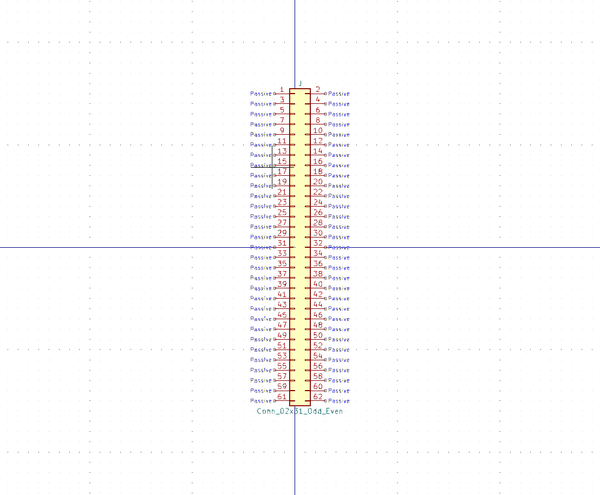 J
Passive 1 2 Passive
Passive 3 4 Passive
Passive 5 6 Passive
Passive 7 8 Passive
Passive 9 10 Passive
Passive 11 12 Passive
Passive 13 14 Passive
Passive 15 16 Passive
Passive 17 18 Passive
Passive 19 20 Passive
Passive 21 22 Passive
Passive 23 24 Passive
Passive 25 26 Passive
Passive 27 28 Passive
Passive 29 30 Passive
Passive 31 32 Passive
Passive 33 34 Passive
Passive 35 36 Passive
Passive 37 38 Passive
Passive 39 40 Passive
Passive 41 42 Passive
Passive 43 44 Passive
Passive 45 46 Passive
Passive 47 48 Passive
Passive 49 50 Passive
Passive 51 52 Passive
Passive 53 54 Passive
Passive 55 56 Passive
Passive 57 58 Passive
Passive 59 60 Passive
Passive 61 62 Passive
Conn_02x31_Odd_Even